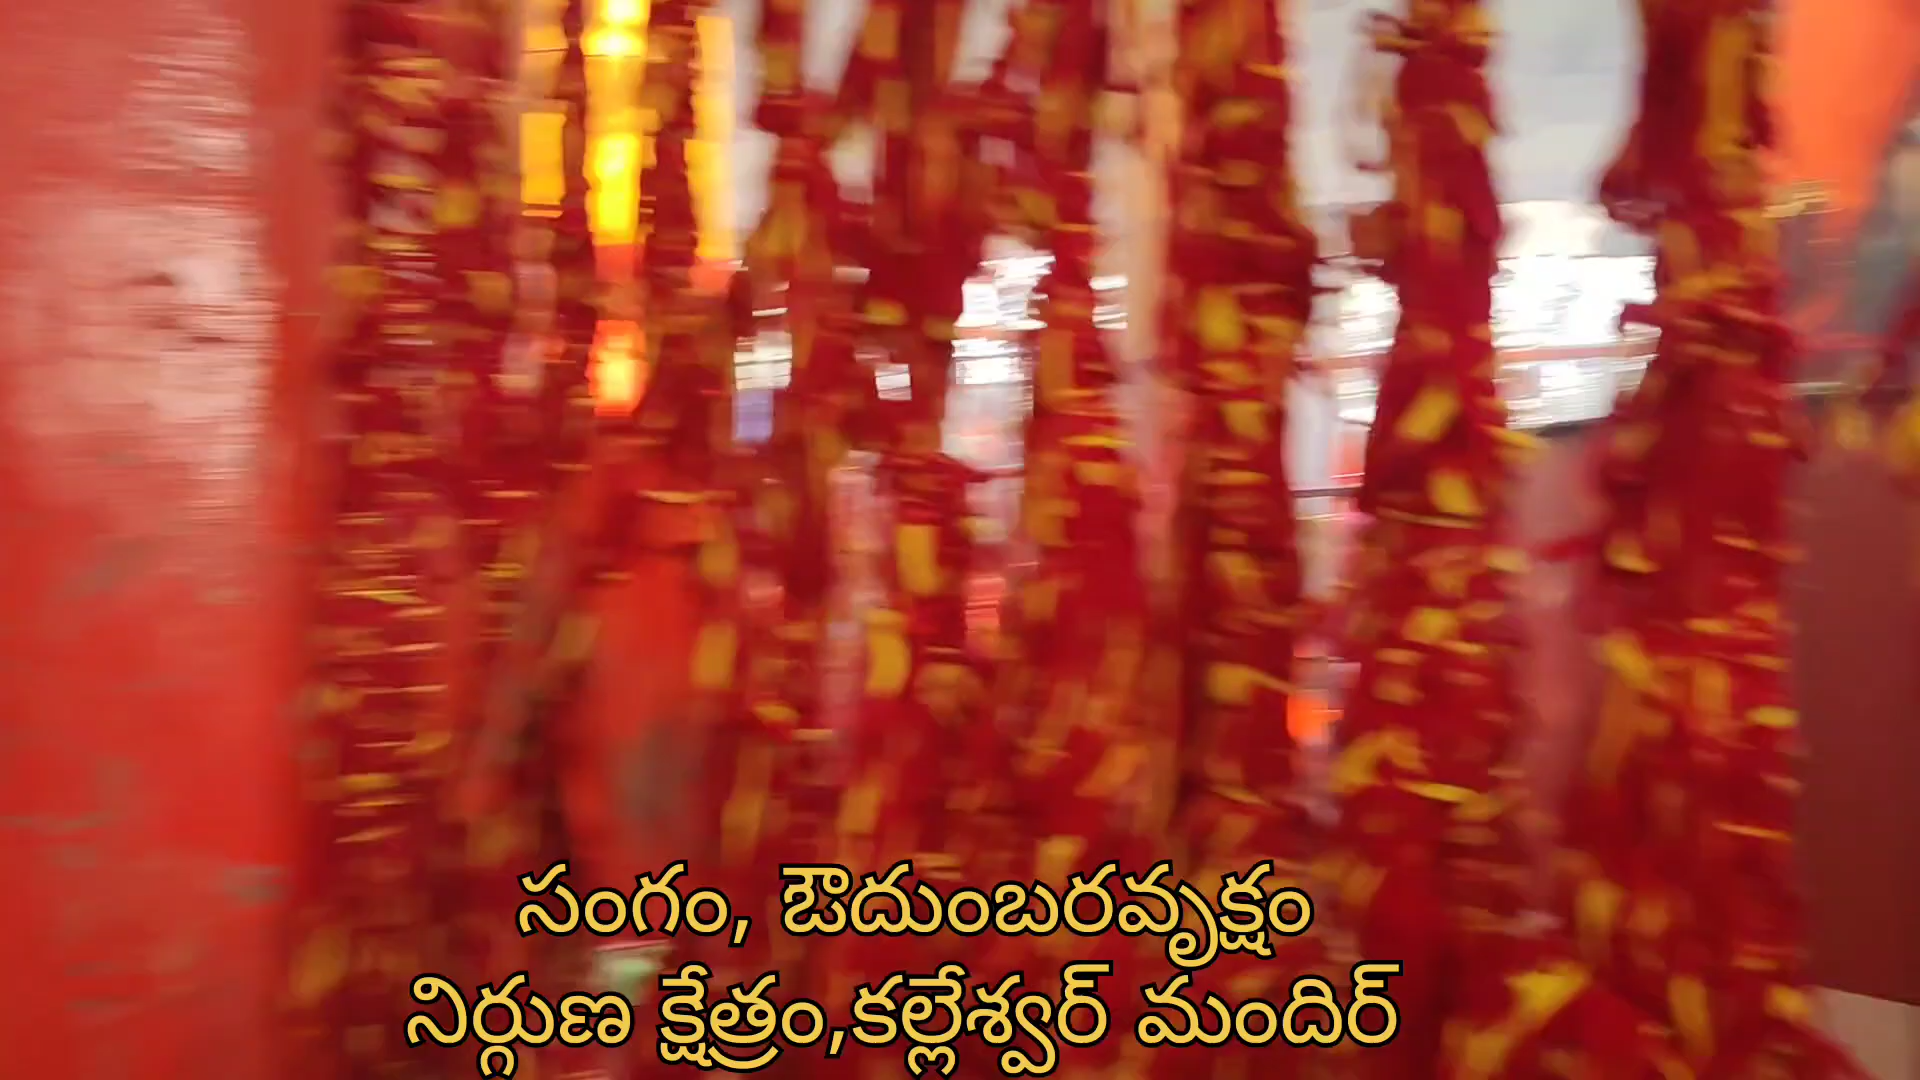 సంగం, ఔదుంబరవృక్షం
నిర్గుణ క్షేత్రం,కల్లేశ్వర్ మందిర్